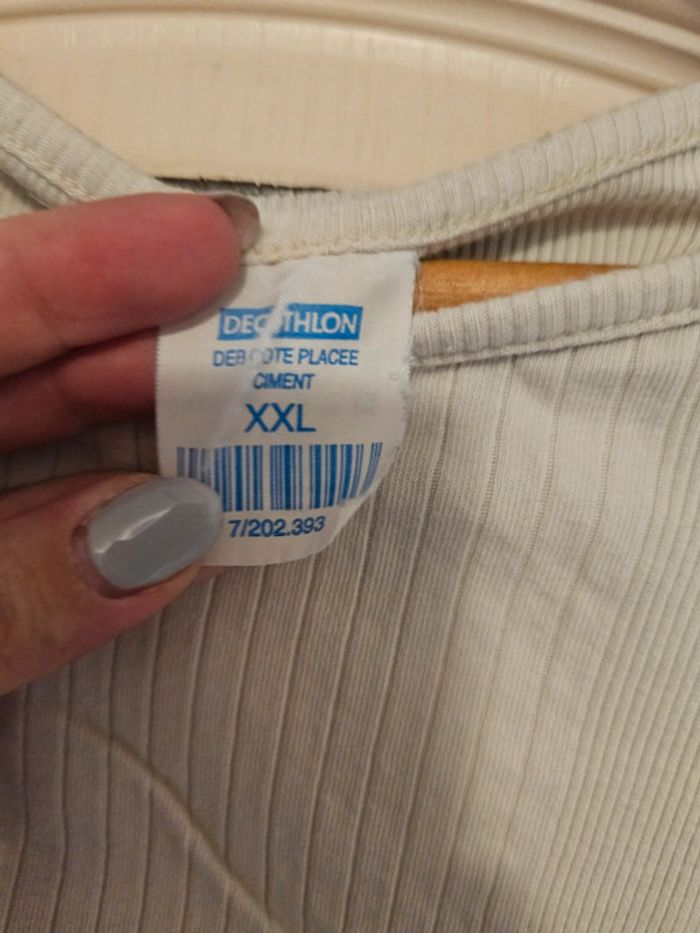 DECATHLON
DEB COTE PLACEE
CIMENT
XXL
7/202.393